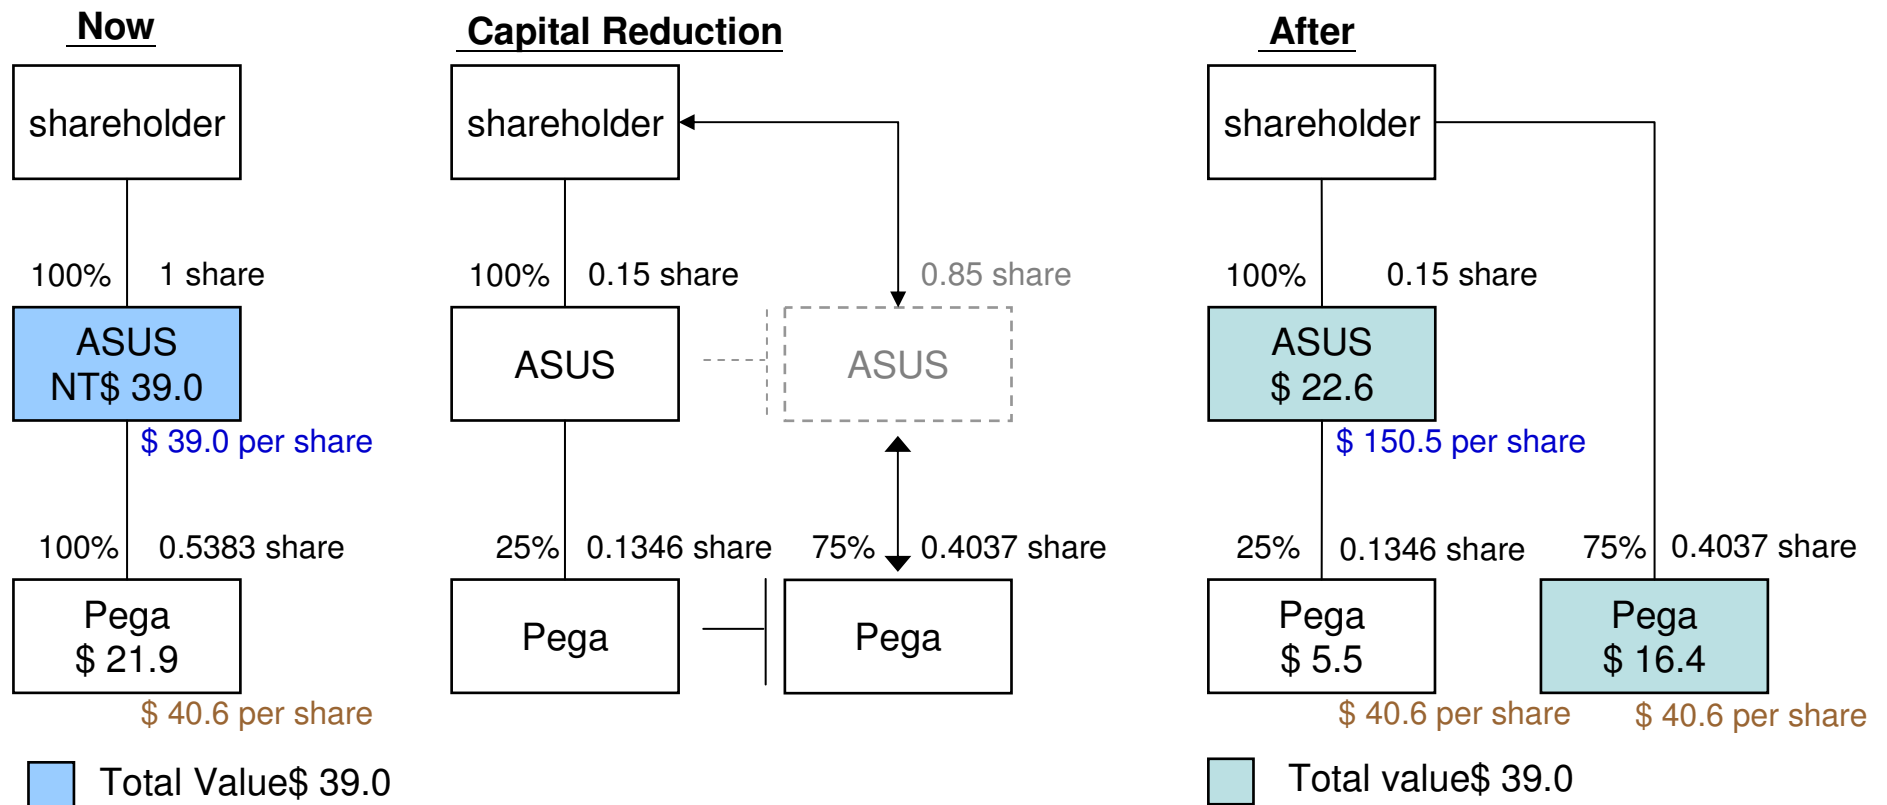 Now
shareholder
100% 1 share
ASUS
NT$ 39.0
$ 39.0 per share
100% 0.5383 share
Pega
$ 21.9
$ 40.6 per share
Total Value$ 39.0
Capital Reduction
shareholder
100% 0.15 share
0.85 share
ASUS
ASUS
25% 0.1346 share
75% 0.4037 share
Pega
Pega
After
shareholder
100% 0.15 share
ASUS
$ 22.6
$ 150.5 per share
25% 0.1346 share
75% 0.4037 share
Pega
$ 5.5
$ 40.6 per share
Pega
$ 16.4
$ 40.6 per share
Total value$ 39.0